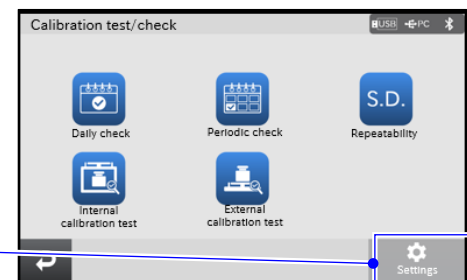 Calibration test/check
USB PC
S.D.
Daily check
Periodic check
Repeatability
Internal
calibration test
External
calibration test
Settings